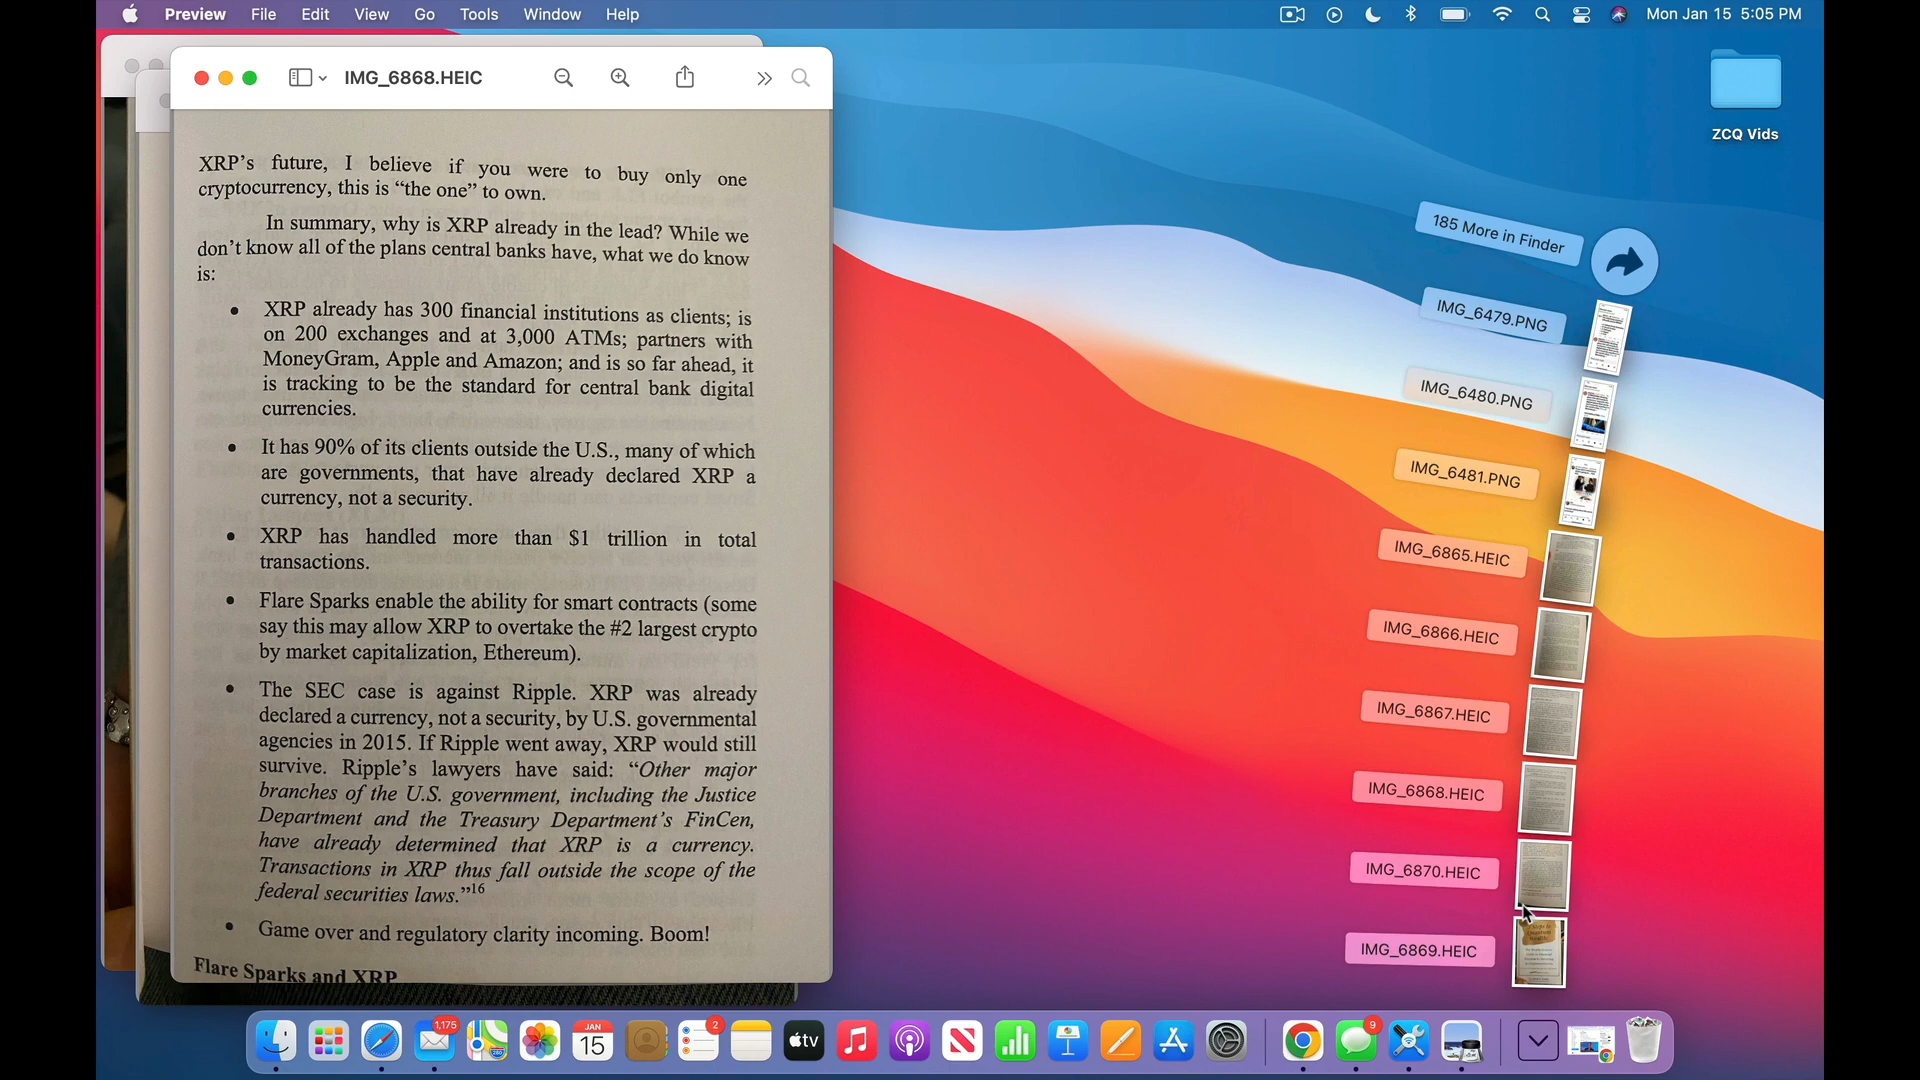 Preview File Edit View Go Tools Window Help
Mon Jan 15 5:05 PM
IMG_6868.HEIC
XRP's future, I believe if you were to buy only one
cryptocurrency, this is "the one" to own.
In summary, why is XRP already in the lead? While we
don't know all of the plans central banks have, what we do know
is:
• XRP already has 300 financial institutions as clients; is
on 200 exchanges and at 3,000 ATMs; partners with
MoneyGram, Apple and Amazon; and is so far ahead, it
is tracking to be the standard for central bank digital
currencies.
• It has 90% of its clients outside the U.S., many of which
are governments, that have already declared XRP a
currency, not a security.
• XRP has handled more than $1 trillion in total
transactions.
• Flare Sparks enable the ability for smart contracts (some
say this may allow XRP to overtake the #2 largest crypto
by market capitalization, Ethereum).
• The SEC case is against Ripple. XRP was already
declared a currency, not a security, by U.S. governmental
agencies in 2015. If Ripple went away, XRP would still
survive. Ripple's lawyers have said: "Other major
branches of the U.S. government, including the Justice
Department and the Treasury Department's FinCen,
have already determined that XRP is a currency.
Transactions in XRP thus fall outside the scope of the
federal securities laws."16
• Game over and regulatory clarity incoming. Boom!
Flare Sparks and XRP
ZCQ Vids
185 More in Finder
IMG_6479.PNG
IMG_6480.PNG
IMG_6481.PNG
IMG_6865.HEIC
IMG_6866.HEIC
IMG_6867.HEIC
IMG_6868.HEIC
IMG_6870.HEIC
IMG_6869.HEIC
1,175
280
JAN
15
2
tv
9